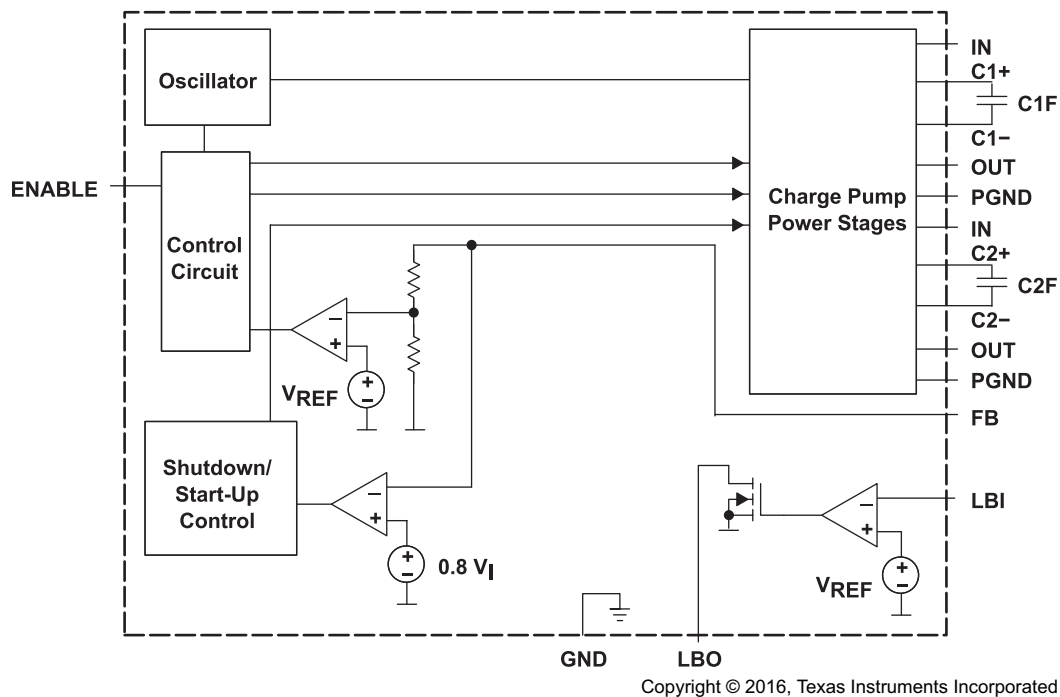 Oscillator
ENABLE
Control
Circuit
−
+
+
−
VREF
Shutdown/
Start-Up
Control
−
+
+
−
0.8 VI
Charge Pump
Power Stages
IN
C1+
C1F
C1−
OUT
PGND
IN
C2+
C2F
C2−
OUT
PGND
FB
LBI
−
+
+
−
VREF
GND
LBO
Copyright © 2016, Texas Instruments Incorporated